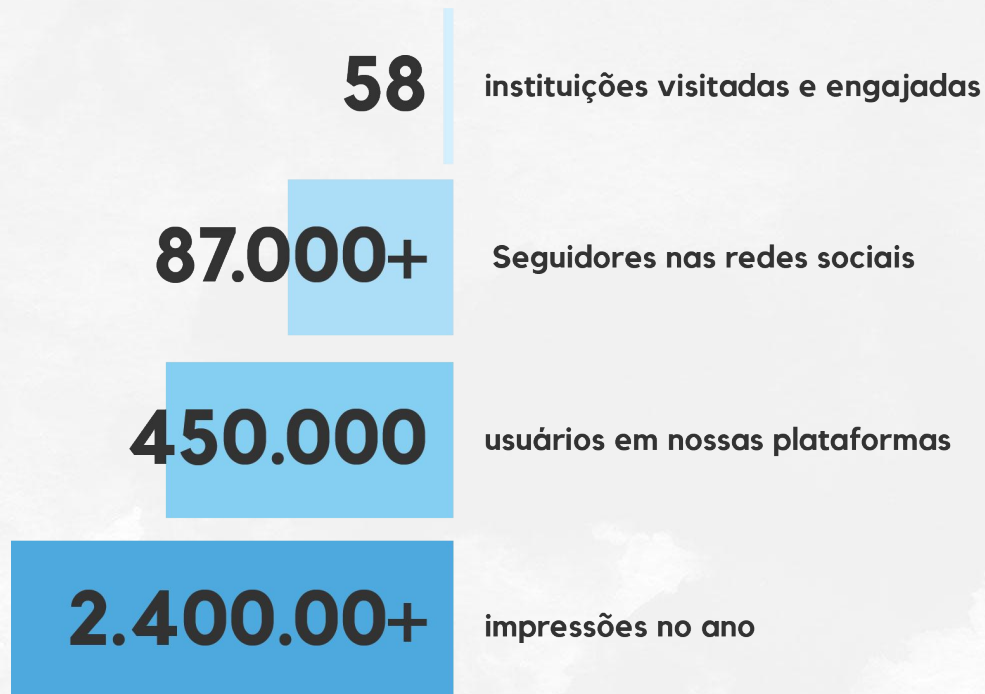 58 instituições visitadas e engajadas
87.000+ Seguidores nas redes sociais
450.000 usuários em nossas plataformas
2.400.00+ impressões no ano